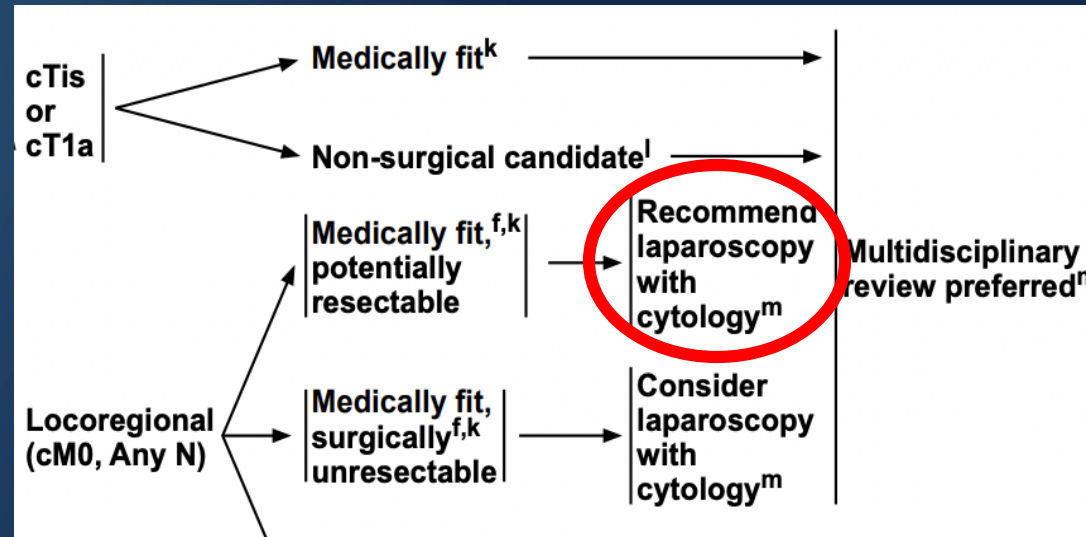 cTis
or
cT1a
Medically fitᵏ
Non-surgical candidateˡ
Locoregional
(cM0, Any N)
Medically fit,ᶠ,ᵏ
potentially
resectable
Recommend
laparoscopy
with
cytologyᵐ
Medically fit,
surgicallyᶠ,ᵏ
unresectable
Consider
laparoscopy
with
cytologyᵐ
Multidisciplinary
review preferred